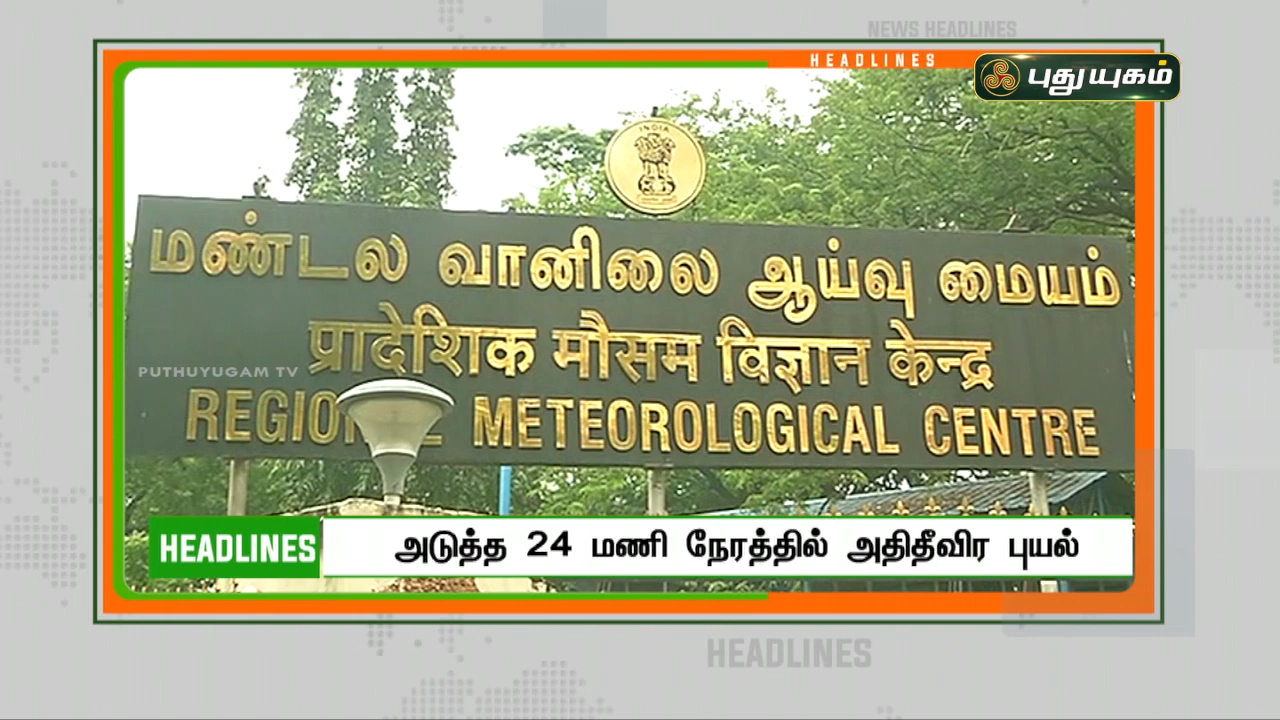 NEWS HEADLINES
HEADLINES
புதுயுகம்
INDIA
மண்டல வானிலை ஆய்வு மையம்
प्रादेशिक मौसम विज्ञान केन्द्र
PUTHUYUGAM TV
METEOROLOGICAL CENTRE
HEADLINES
அடுத்த 24 மணி நேரத்தில் அதிதீவிர புயல்
HEADLINES